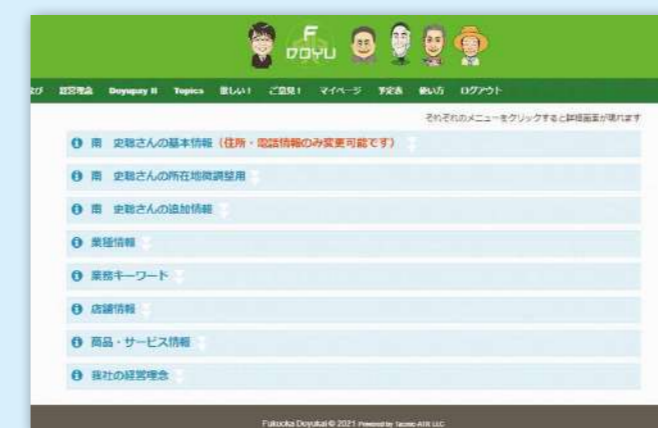 F
DOYU
経営理念 Doyupay II Topics 欲しい! ご意見! マイページ 予定表 使い方 ログアウト
それぞれのメニューをクリックすると詳細画面が現れます
南 史聡さんの基本情報(住所・電話情報のみ変更可能です)
南 史聡さんの所在地微調整用
南 史聡さんの追加情報
業種情報
業務キーワード
店舗情報
商品・サービス情報
我社の経営理念
Fukuoka Doyukai © 2021 Powered by Taomc-ATR LLC